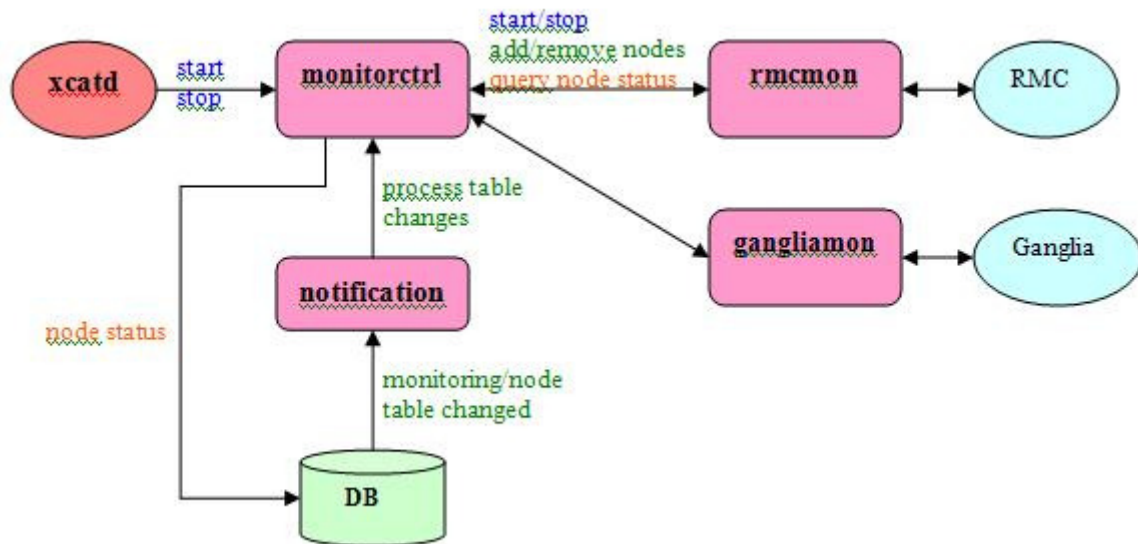 xcatd
start
stop
monitorctrl
start/stop
add/remove nodes
query node status
rmcmon
RMC
process table
changes
gangliamon
Ganglia
notification
node status
monitoring/node
table changed
DB